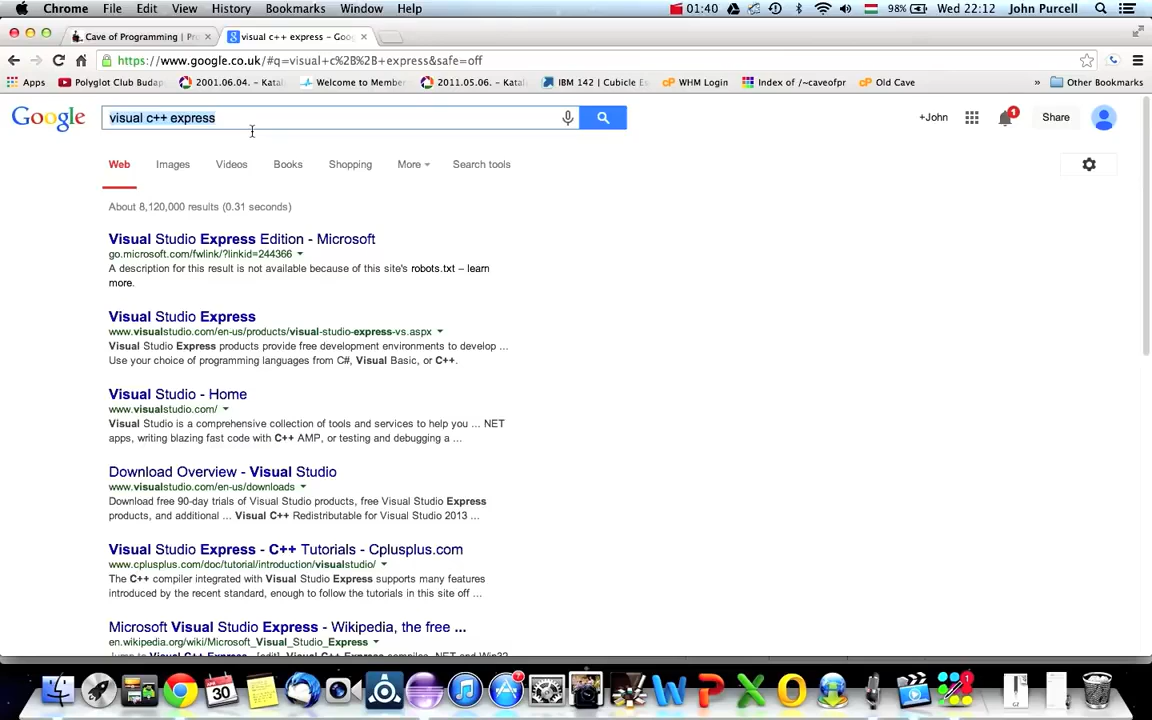 Chrome File Edit View History Bookmarks Window Help 01:40 98% Wed 22:12 John Purcell
Cave of Programming | Pro visual c++ express - Goo
https://www.google.co.uk/#q=visual+c%2B%2B+express&safe=off
Apps Polyglot Club Budap 2001.06.04. - Katal Welcome to Member 2011.05.06. - Katal IBM 142 | Cubicle E WHM Login Index of /~caveofpr Old Cave » Other Bookmarks
Google visual c++ express +John 1 Share
Web Images Videos Books Shopping More Search tools
About 8,120,000 results (0.31 seconds)
Visual Studio Express Edition - Microsoft
go.microsoft.com/fwlink/?linkid=244366
A description for this result is not available because of this site's robots.txt – learn
more.
Visual Studio Express
www.visualstudio.com/en-us/products/visual-studio-express-vs.aspx
Visual Studio Express products provide free development environments to develop ...
Use your choice of programming languages from C#, Visual Basic, or C++.
Visual Studio - Home
www.visualstudio.com/
Visual Studio is a comprehensive collection of tools and services to help you ... NET
apps, writing blazing fast code with C++ AMP, or testing and debugging a ...
Download Overview - Visual Studio
www.visualstudio.com/en-us/downloads
Download free 90-day trials of Visual Studio products, free Visual Studio Express
products, and additional ... Visual C++ Redistributable for Visual Studio 2013 ...
Visual Studio Express - C++ Tutorials - Cplusplus.com
www.cplusplus.com/doc/tutorial/introduction/visualstudio/
The C++ compiler integrated with Visual Studio Express supports many features
introduced by the recent standard, enough to follow the tutorials in this site off ...
Microsoft Visual Studio Express - Wikipedia, the free ...
en.wikipedia.org/wiki/Microsoft_Visual_Studio_Express
APR 30 7 1